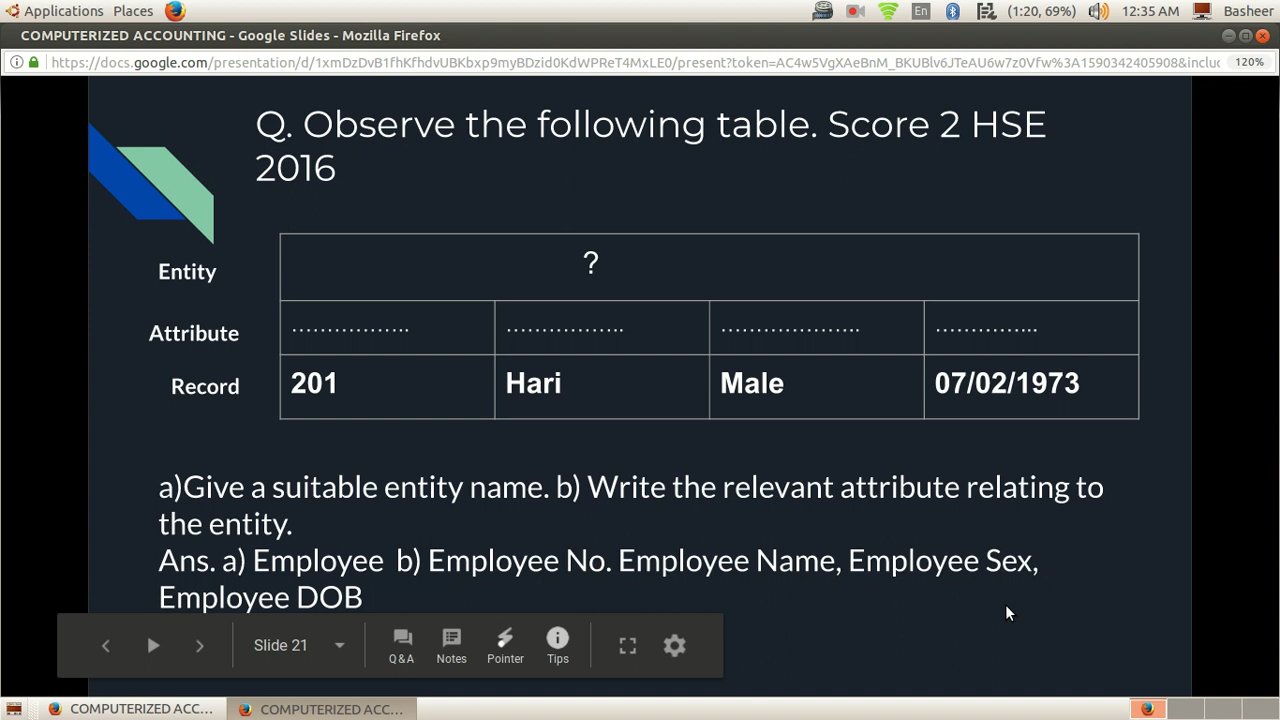 Applications Places En (1:20, 69%) 12:35 AM Basheer
COMPUTERIZED ACCOUNTING - Google Slides - Mozilla Firefox
https://docs.google.com/presentation/d/1xmDzDvB1fhKfhdvUBKbxp9myBDzid0KdWPReT4MxLE0/present?token=AC4w5VgXAeBnM_BKUBlv6JTeAU6w7z0Vfw%3A1590342405908&inclu 120%
Q. Observe the following table. Score 2 HSE
2016
Entity ?
Attribute …………….. …………….. ……………….. …………...
Record 201 Hari Male 07/02/1973
a)Give a suitable entity name. b) Write the relevant attribute relating to
the entity.
Ans. a) Employee b) Employee No. Employee Name, Employee Sex,
Employee DOB
Slide 21 Q&A Notes Pointer Tips
COMPUTERIZED ACC... COMPUTERIZED ACC...